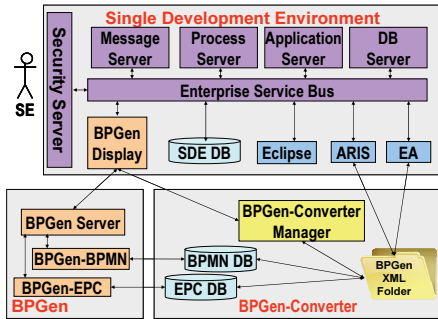 Single Development Environment
Security Server
Message
Server
Process
Server
Application
Server
DB
Server
Enterprise Service Bus
SE
BPGen
Display
SDE DB
Eclipse
ARIS
EA
BPGen Server
BPGen-BPMN
BPGen-EPC
BPGen
BPGen-Converter
Manager
BPMN DB
EPC DB
BPGen
XML
Folder
BPGen-Converter